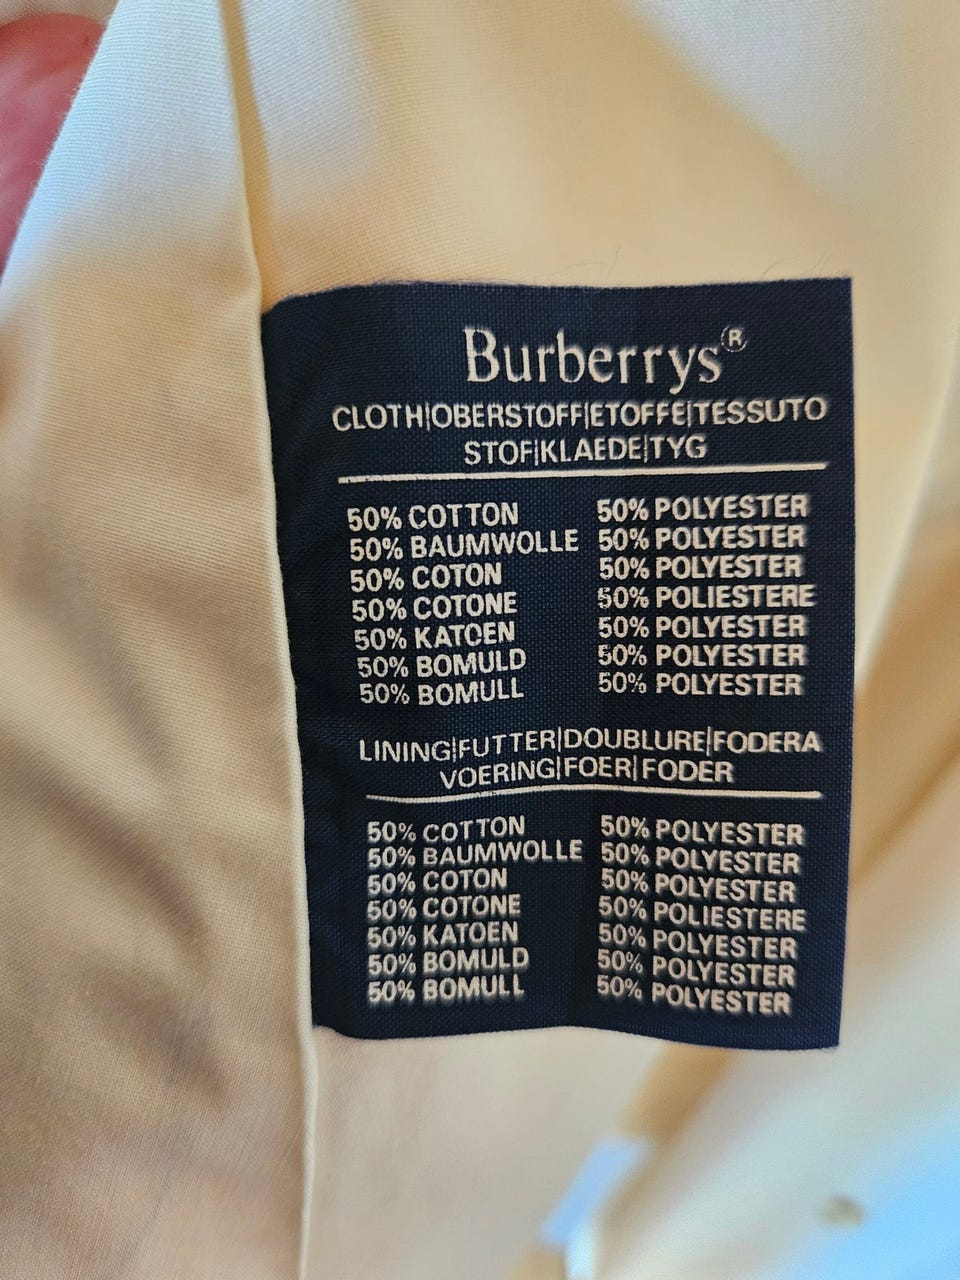 Burberrys®
CLOTH|OBERSTOFF|ETOFFE|TESSUTO
STOF|KLAEDE|TYG
50% COTTON 50% POLYESTER
50% BAUMWOLLE 50% POLYESTER
50% COTON 50% POLYESTER
50% COTONE 50% POLIESTERE
50% KATOEN 50% POLYESTER
50% BOMULD 50% POLYESTER
50% BOMULL 50% POLYESTER
LINING|FUTTER|DOUBLURE|FODERA
VOERING|FOER|FODER
50% COTTON 50% POLYESTER
50% BAUMWOLLE 50% POLYESTER
50% COTON 50% POLYESTER
50% COTONE 50% POLIESTERE
50% KATOEN 50% POLYESTER
50% BOMULD 50% POLYESTER
50% BOMULL 50% POLYESTER